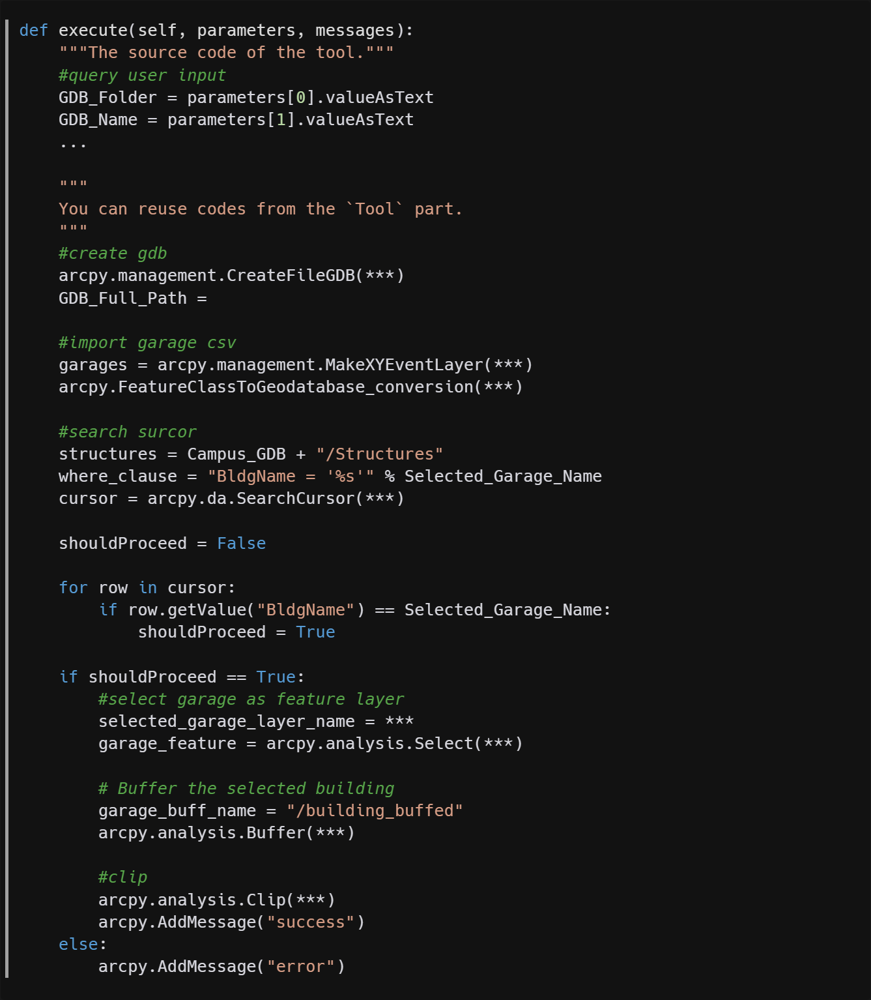 def execute(self, parameters, messages):
    """The source code of the tool."""
    #query user input
    GDB_Folder = parameters[0].valueAsText
    GDB_Name = parameters[1].valueAsText
    ...

    """
    You can reuse codes from the `Tool` part.
    """
    #create gdb
    arcpy.management.CreateFileGDB(***)
    GDB_Full_Path =

    #import garage csv
    garages = arcpy.management.MakeXYEventLayer(***)
    arcpy.FeatureClassToGeodatabase_conversion(***)

    #search surcor
    structures = Campus_GDB + "/Structures"
    where_clause = "BldgName = '%s'" % Selected_Garage_Name
    cursor = arcpy.da.SearchCursor(***)

    shouldProceed = False

    for row in cursor:
        if row.getValue("BldgName") == Selected_Garage_Name:
            shouldProceed = True

    if shouldProceed == True:
        #select garage as feature layer
        selected_garage_layer_name = ***
        garage_feature = arcpy.analysis.Select(***)

        # Buffer the selected building
        garage_buff_name = "/building_buffed"
        arcpy.analysis.Buffer(***)

        #clip
        arcpy.analysis.Clip(***)
        arcpy.AddMessage("success")
    else:
        arcpy.AddMessage("error")